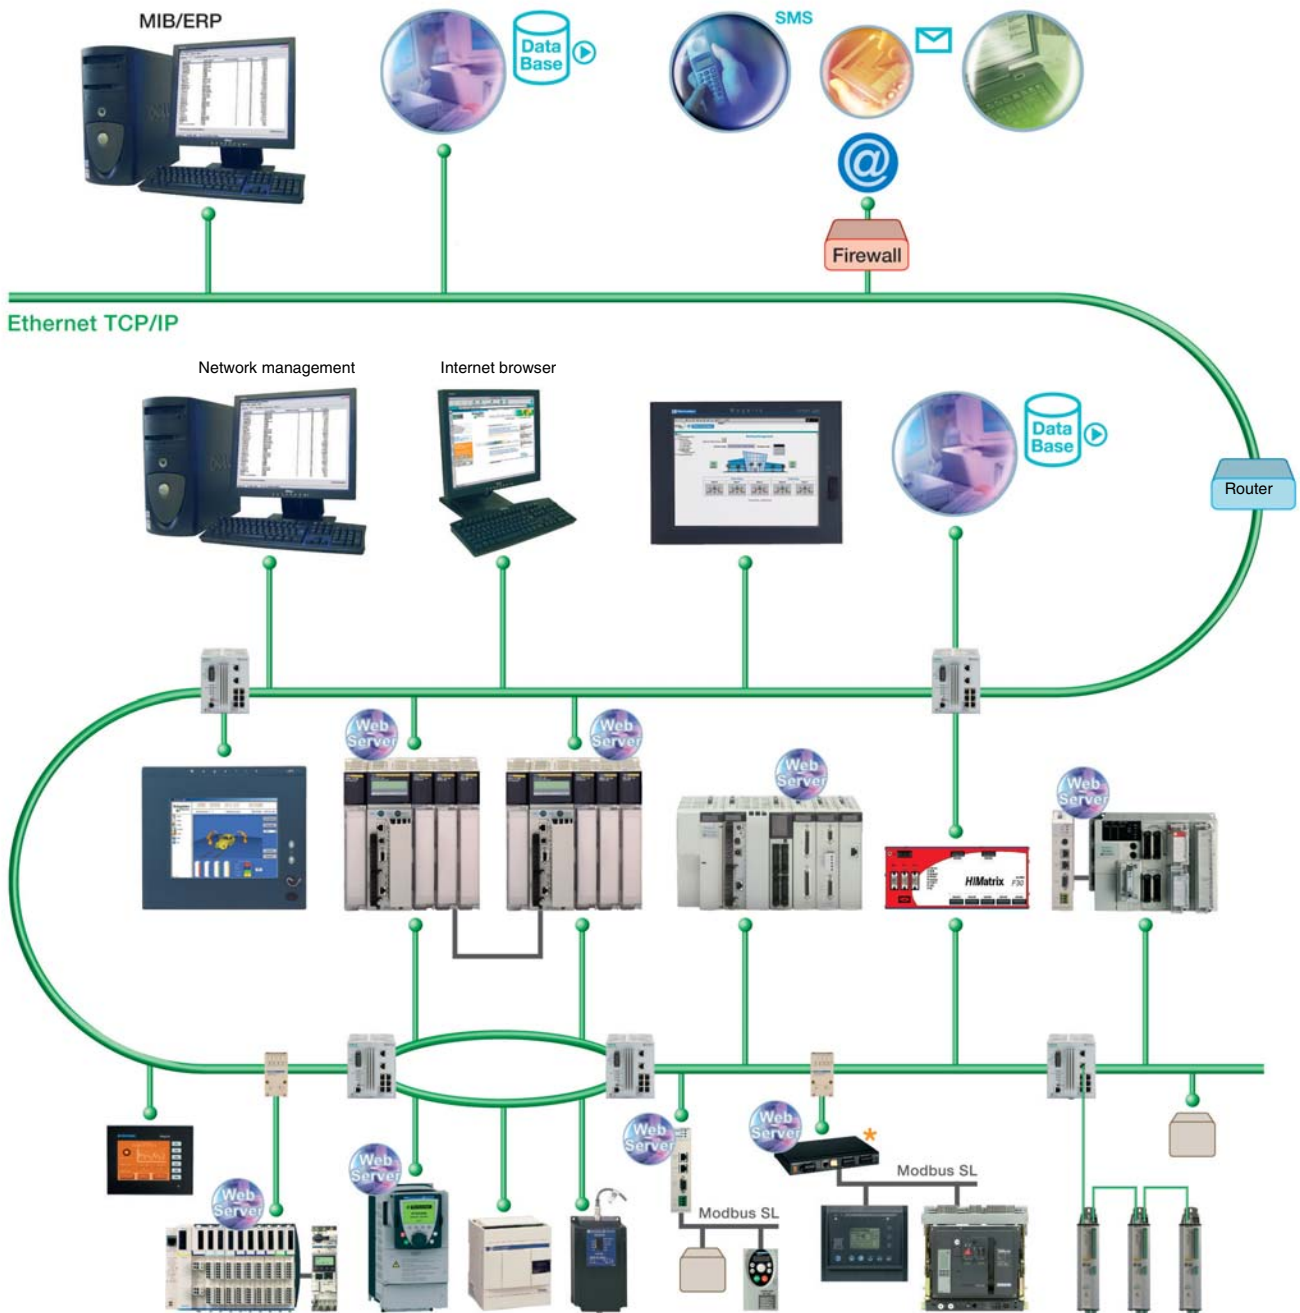 MIB/ERP
Data
Base
SMS
@
Firewall
Ethernet TCP/IP
Network management
Internet browser
Data
Base
Router
Web
Server
Web
Server
Web
Server
Web
Server
HIMatrix
F30
Web
Server
Web
Server
*
Modbus SL
Web
Server
Web
Server
Modbus SL